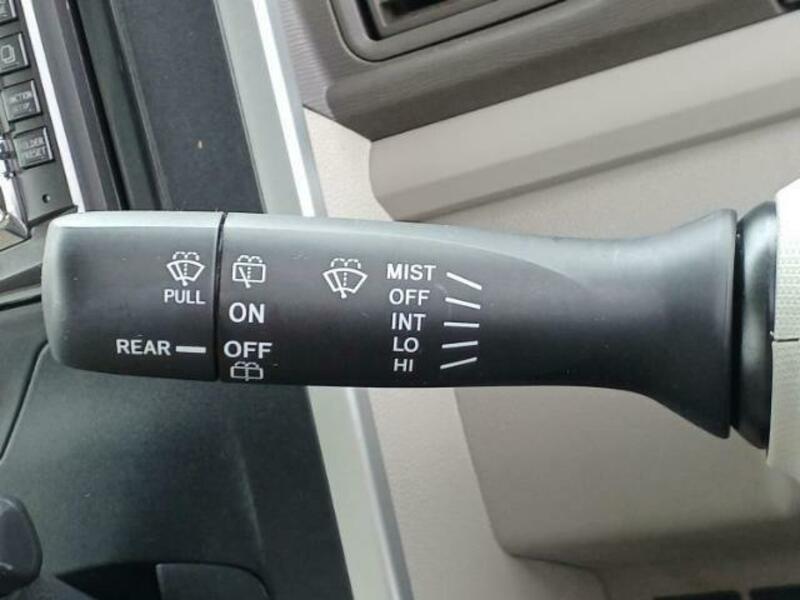 PULL
REAR
ON
OFF
MIST
OFF
INT
LO
HI